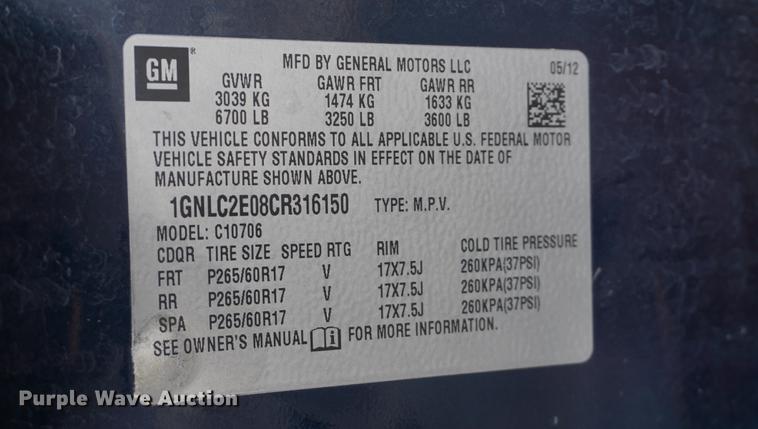 GM ®
MFD BY GENERAL MOTORS LLC 05/12
GVWR GAWR FRT GAWR RR
3039 KG 1474 KG 1633 KG
6700 LB 3250 LB 3600 LB
THIS VEHICLE CONFORMS TO ALL APPLICABLE U.S. FEDERAL MOTOR
VEHICLE SAFETY STANDARDS IN EFFECT ON THE DATE OF
MANUFACTURE SHOWN ABOVE.
1GNLC2E08CR316150 TYPE: M.P.V.
MODEL: C10706
CDQR TIRE SIZE SPEED RTG RIM COLD TIRE PRESSURE
FRT P265/60R17 V 17X7.5J 260KPA(37PSI)
RR P265/60R17 V 17X7.5J 260KPA(37PSI)
SPA P265/60R17 V 17X7.5J 260KPA(37PSI)
SEE OWNER'S MANUAL i FOR MORE INFORMATION.
Purple Wave Auction